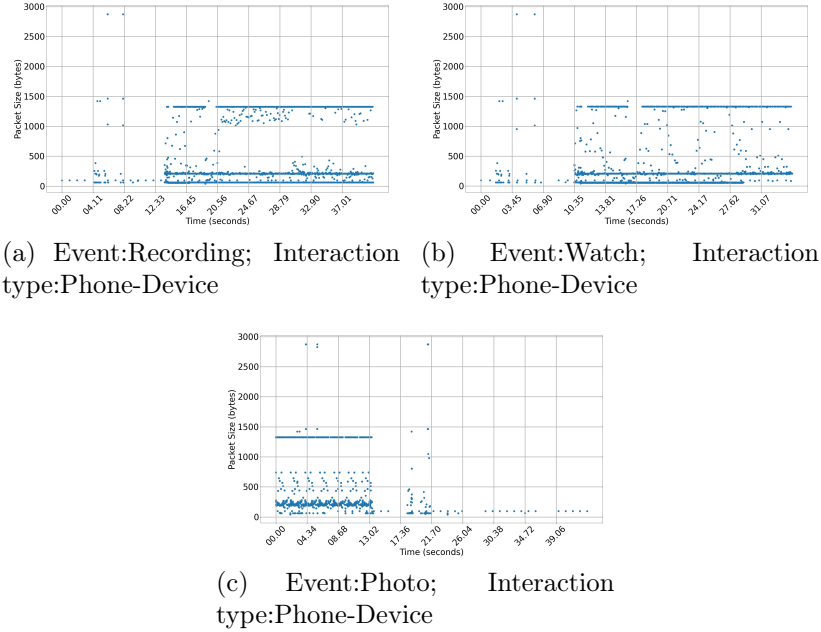 3000
2500
2000
1500
1000
500
0
Packet Size (bytes)
00.00 04.11 08.22 12.33 16.45 20.56 24.67 28.79 32.90 37.01
Time (seconds)
(a) Event:Recording; Interaction
type:Phone-Device
3000
2500
2000
1500
1000
500
0
Packet Size (bytes)
00.00 03.45 06.90 10.35 13.81 17.26 20.71 24.17 27.62 31.07
Time (seconds)
(b) Event:Watch; Interaction
type:Phone-Device
3000
2500
2000
1500
1000
500
0
Packet Size (bytes)
00.00 04.34 08.68 13.02 17.36 21.70 26.04 30.38 34.72 39.06
Time (seconds)
(c) Event:Photo; Interaction
type:Phone-Device